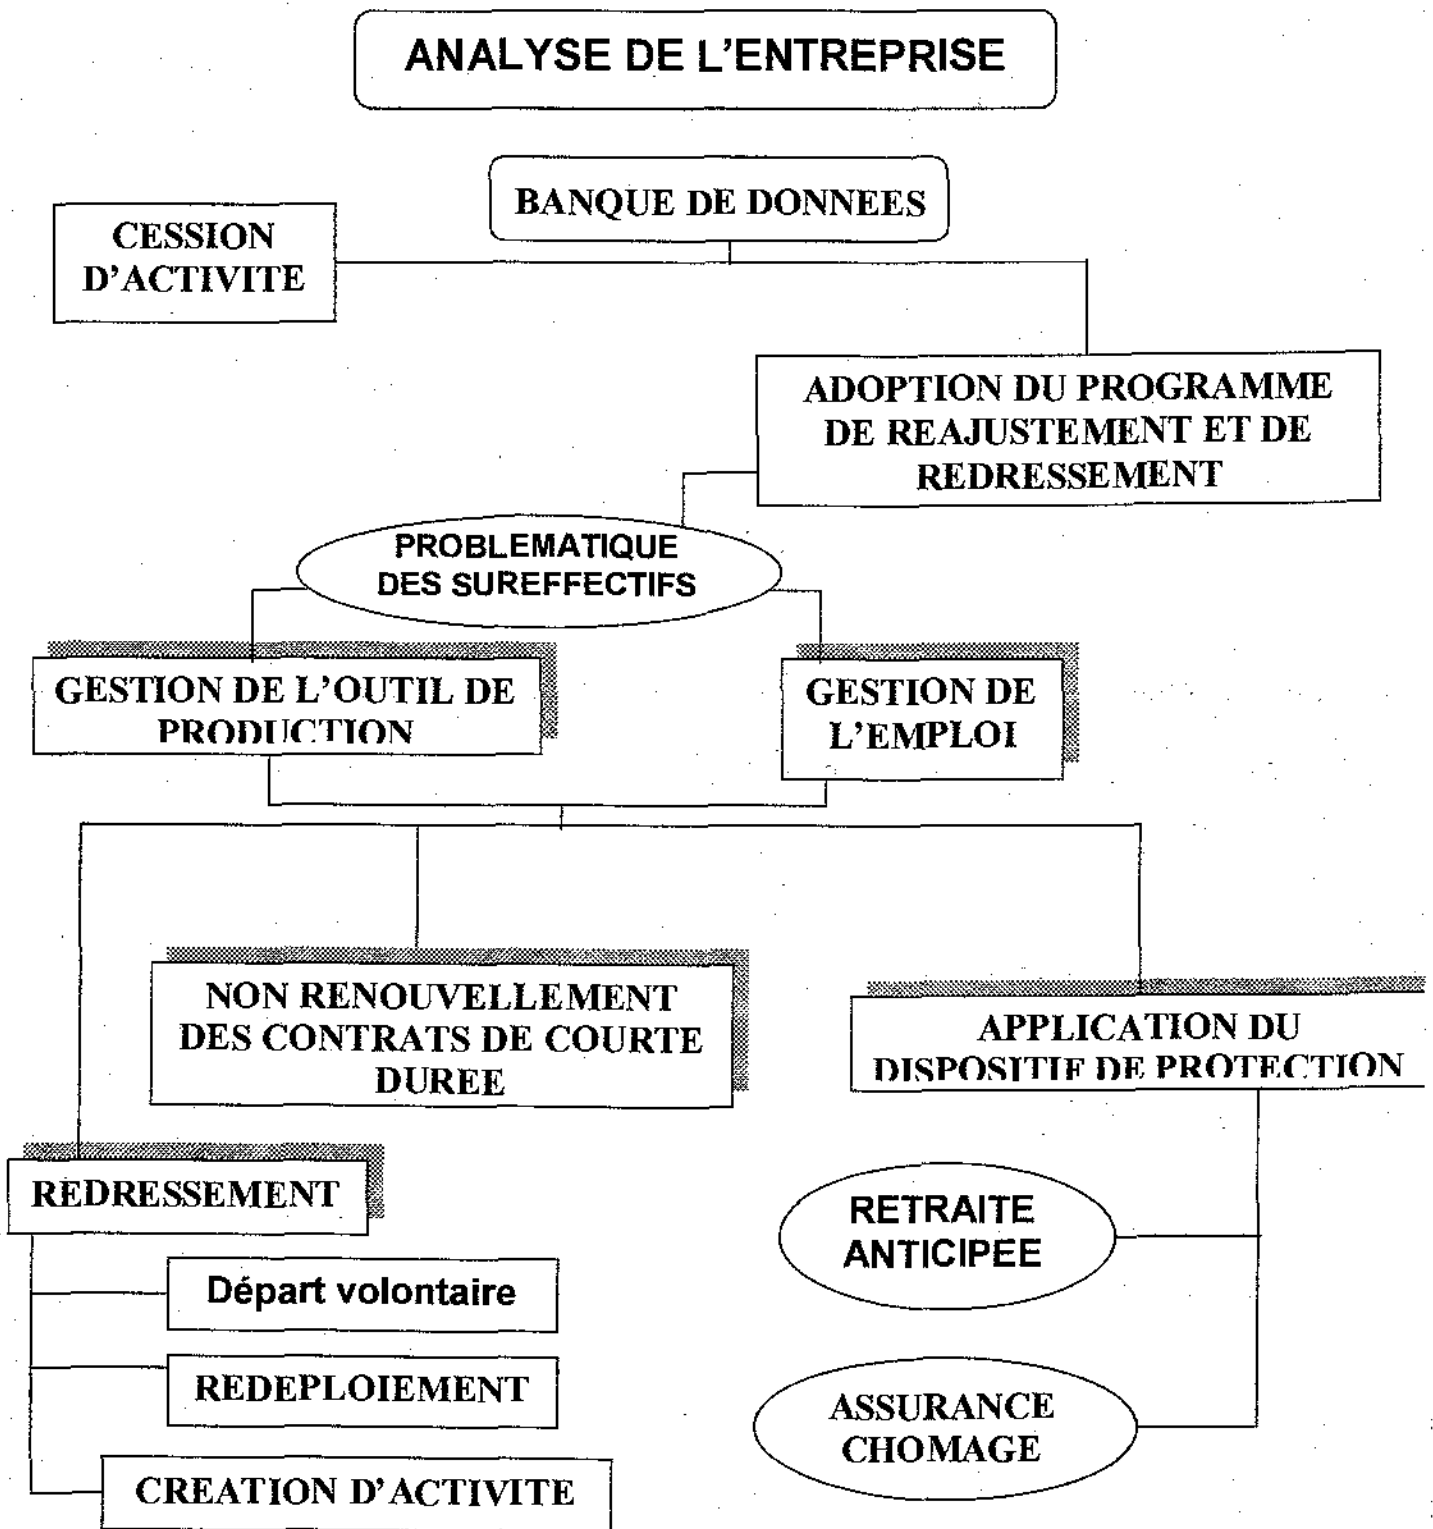 ANALYSE DE L'ENTREPRISE
BANQUE DE DONNEES
CESSION
D'ACTIVITE
ADOPTION DU PROGRAMME
DE REAJUSTEMENT ET DE
REDRESSEMENT
PROBLEMATIQUE
DES SUREFFECTIFS
GESTION DE L'OUTIL DE
PRODUCTION
GESTION DE
L'EMPLOI
NON RENOUVELLEMENT
DES CONTRATS DE COURTE
DUREE
APPLICATION DU
DISPOSITIF DE PROTECTION
REDRESSEMENT
Départ volontaire
REDEPLOIEMENT
CREATION D'ACTIVITE
RETRAITE
ANTICIPEE
ASSURANCE
CHOMAGE